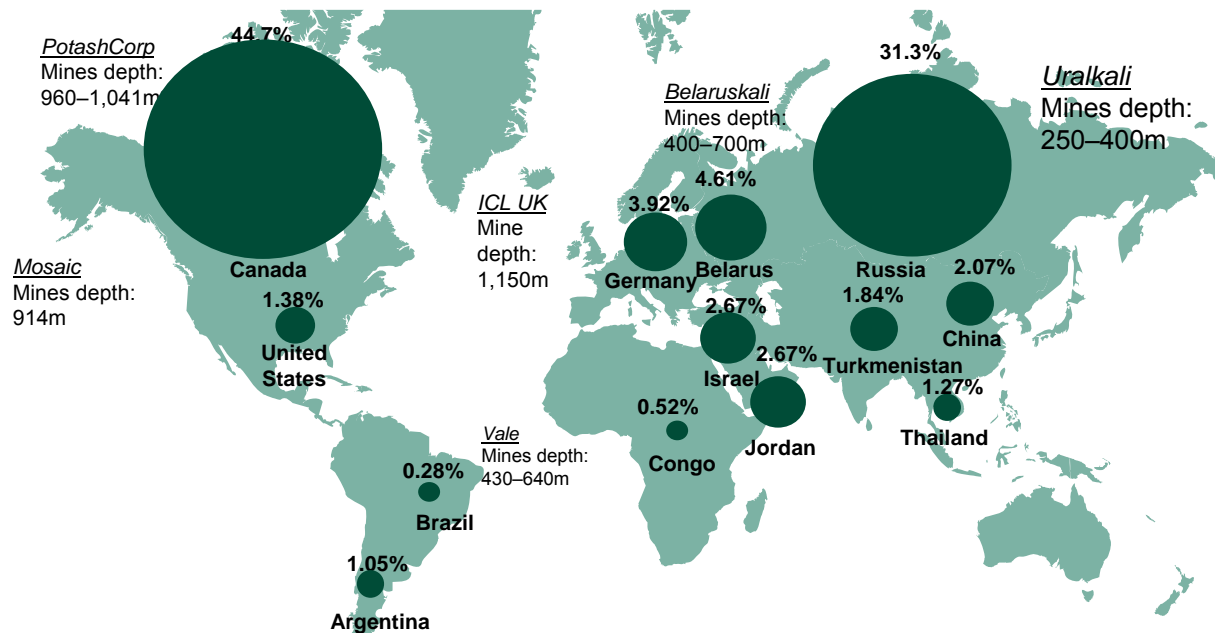 44.7%
PotashCorp
Mines depth:
960–1,041m
31.3%
Uralkali
Mines depth:
250–400m
Belaruskali
Mines depth:
400–700m
4.61%
3.92%
ICL UK
Mine
depth:
1,150m
Mosaic
Mines depth:
914m
Canada
Germany
Belarus
Russia
2.07%
1.38%
2.67%
1.84%
China
United
States
2.67%
Israel
Turkmenistan
1.27%
0.52%
Thailand
Jordan
Congo
Vale
Mines depth:
430–640m
0.28%
Brazil
1.05%
Argentina